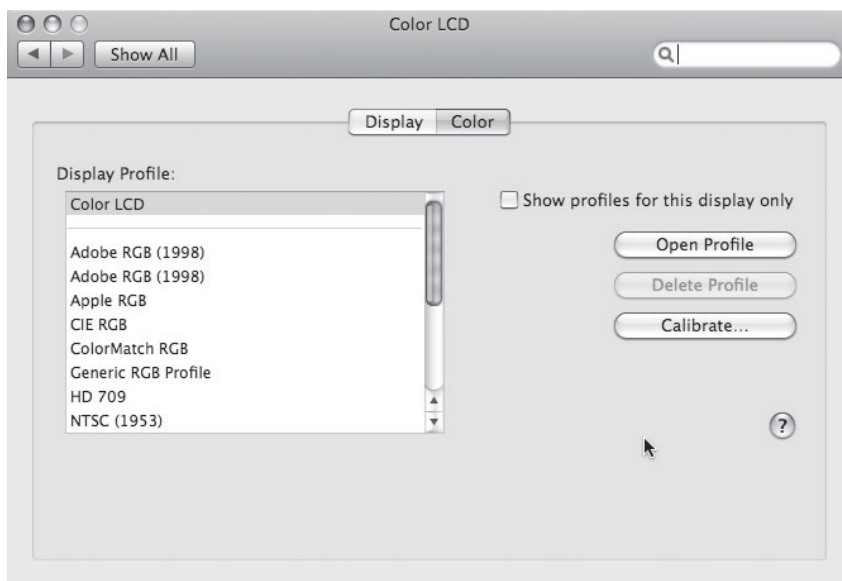 Color LCD
Show All
Display Color
Display Profile:
Color LCD
Adobe RGB (1998)
Adobe RGB (1998)
Apple RGB
CIE RGB
ColorMatch RGB
Generic RGB Profile
HD 709
NTSC (1953)
Show profiles for this display only
Open Profile
Delete Profile
Calibrate...
?